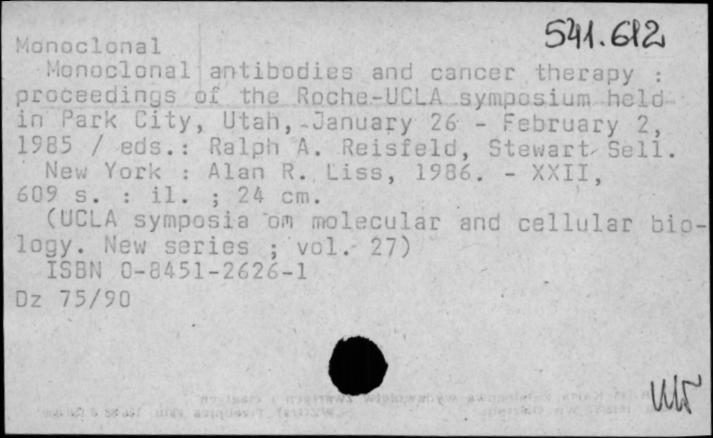 541.612
Monoclonal
Monoclonal antibodies and cancer therapy :
proceedings of the Roche-UCLA symposium held
in Park City, Utah, January 26 - February 2,
1985 / eds.: Ralph A. Reisfeld, Stewart Sell.
New York : Alan R. Liss, 1986. - XXII,
609 s. : il. ; 24 cm.
(UCLA symposia on molecular and cellular bio-
logy. New series ; vol. 27)
ISBN 0-8451-2626-1
Dz 75/90